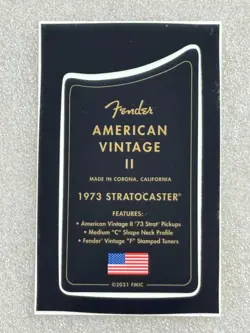 Fender
AMERICAN
VINTAGE
II
MADE IN CORONA, CALIFORNIA
1973 STRATOCASTER®
FEATURES:
• American Vintage II '73 Strat® Pickups
• Medium "C" Shape Neck Profile
• Fender® Vintage "F" Stamped Tuners
©2021 FMIC